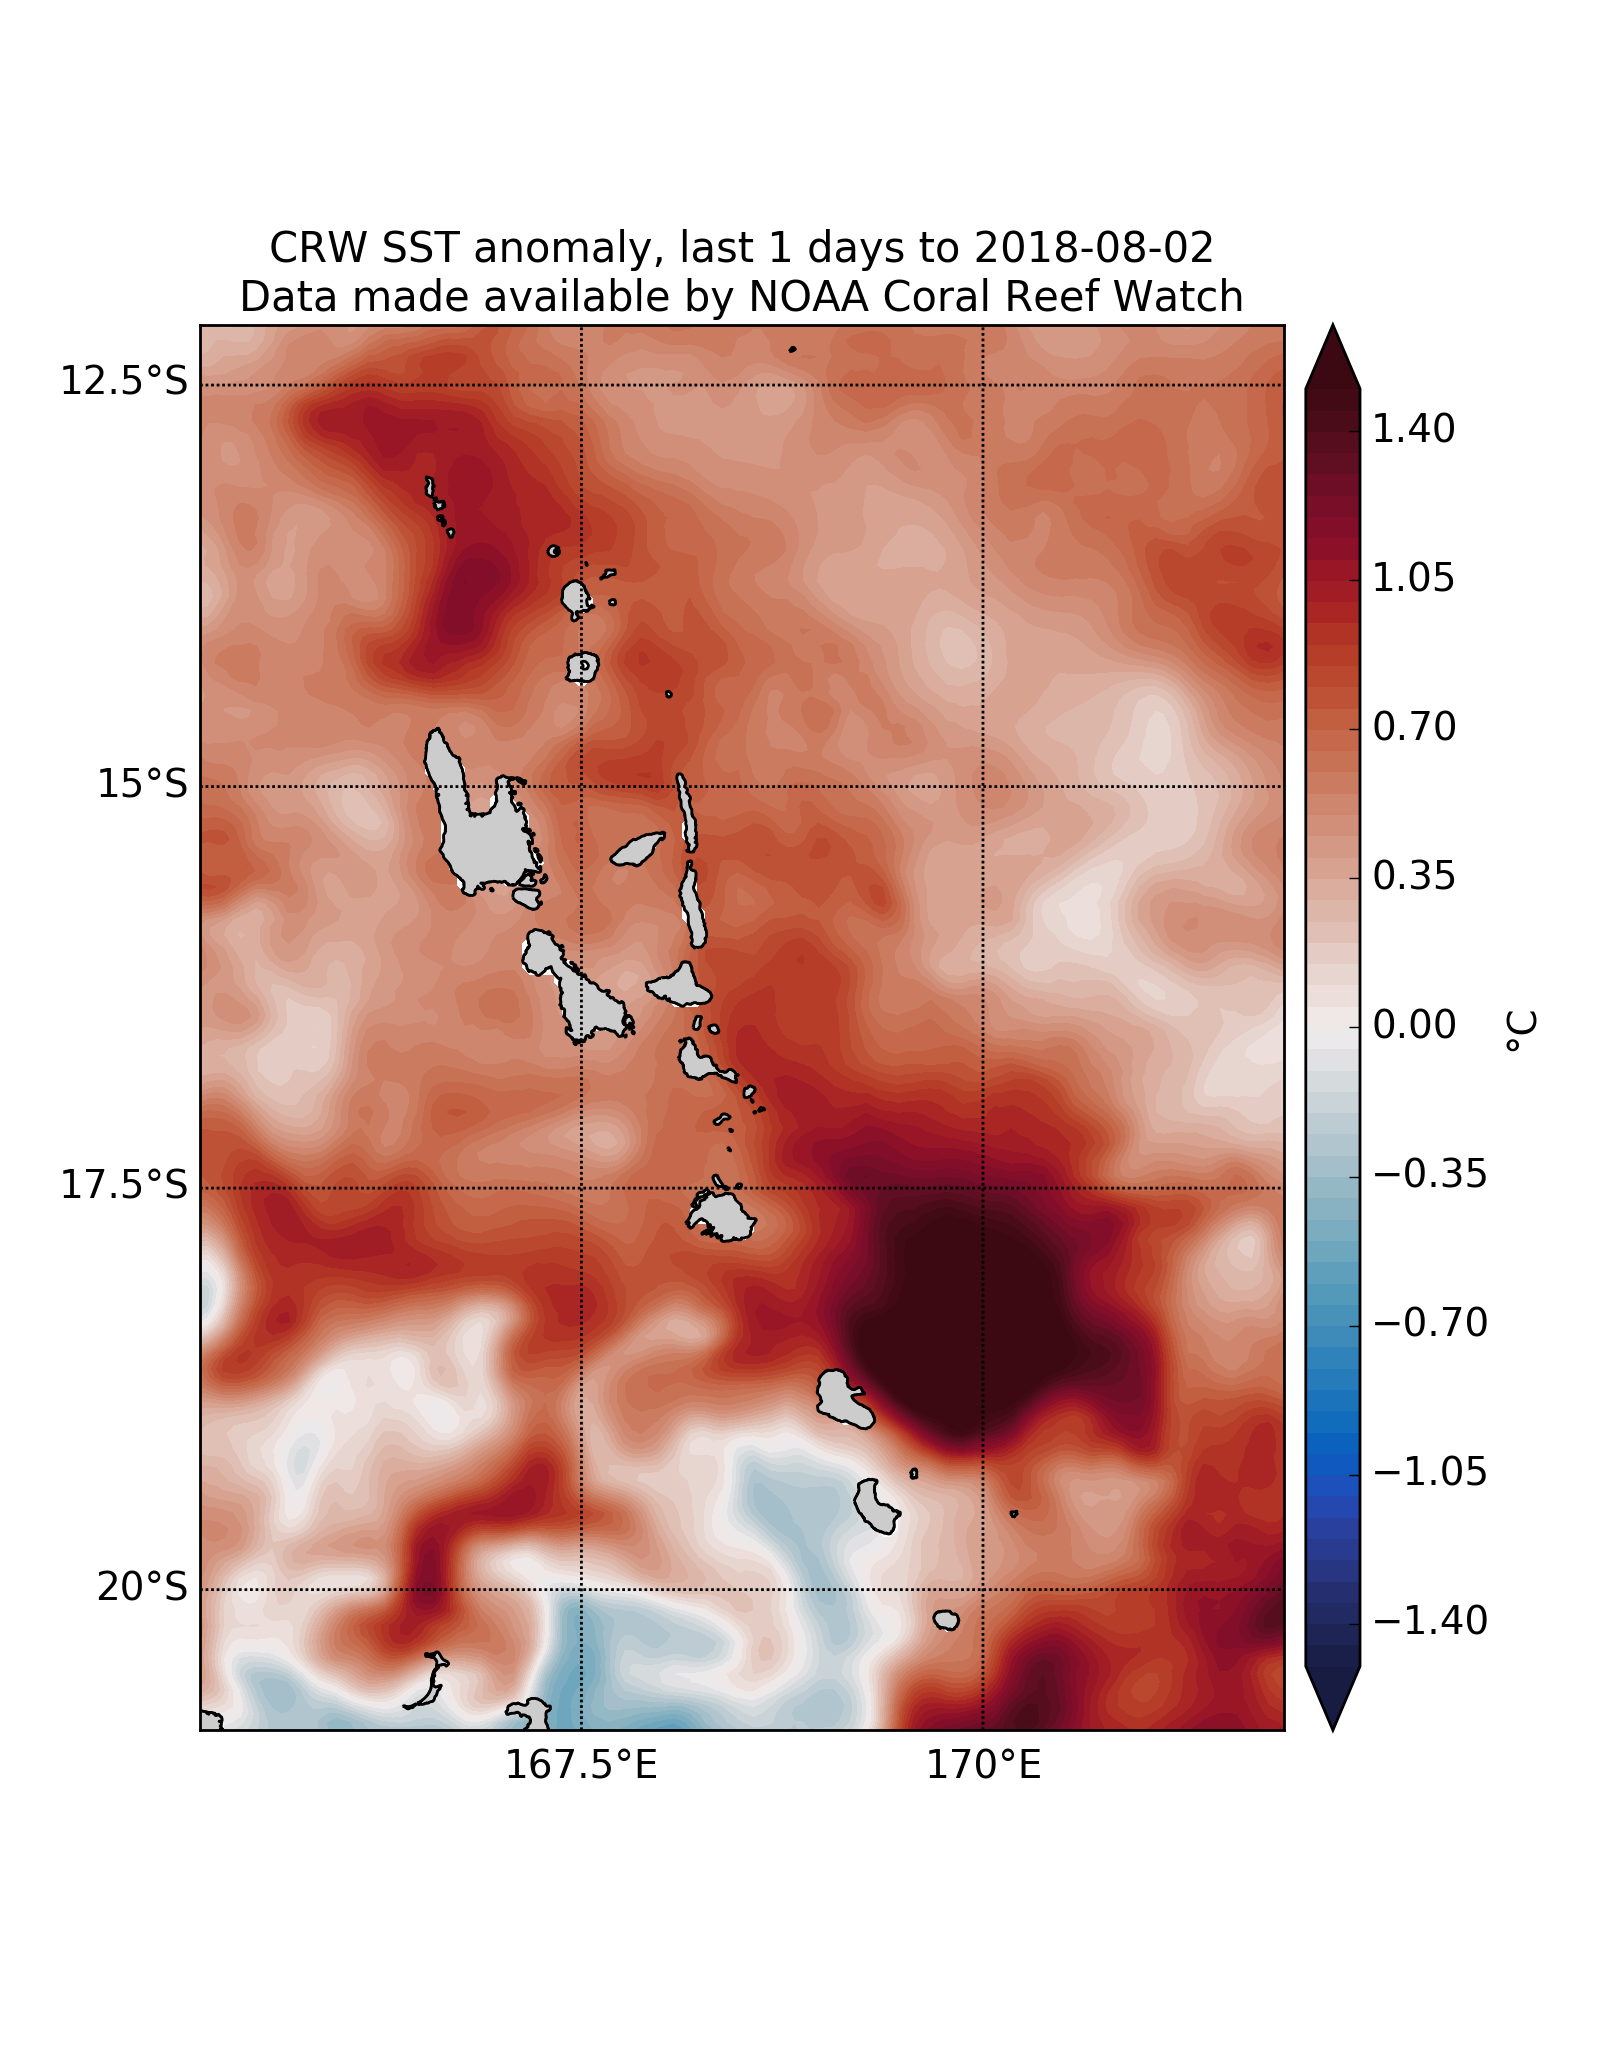 CRW SST anomaly, last 1 days to 2018-08-02
Data made available by NOAA Coral Reef Watch
12.5°S
15°S
17.5°S
20°S
167.5°E
170°E
1.40
1.05
0.70
0.35
0.00
−0.35
−0.70
−1.05
−1.40
°C